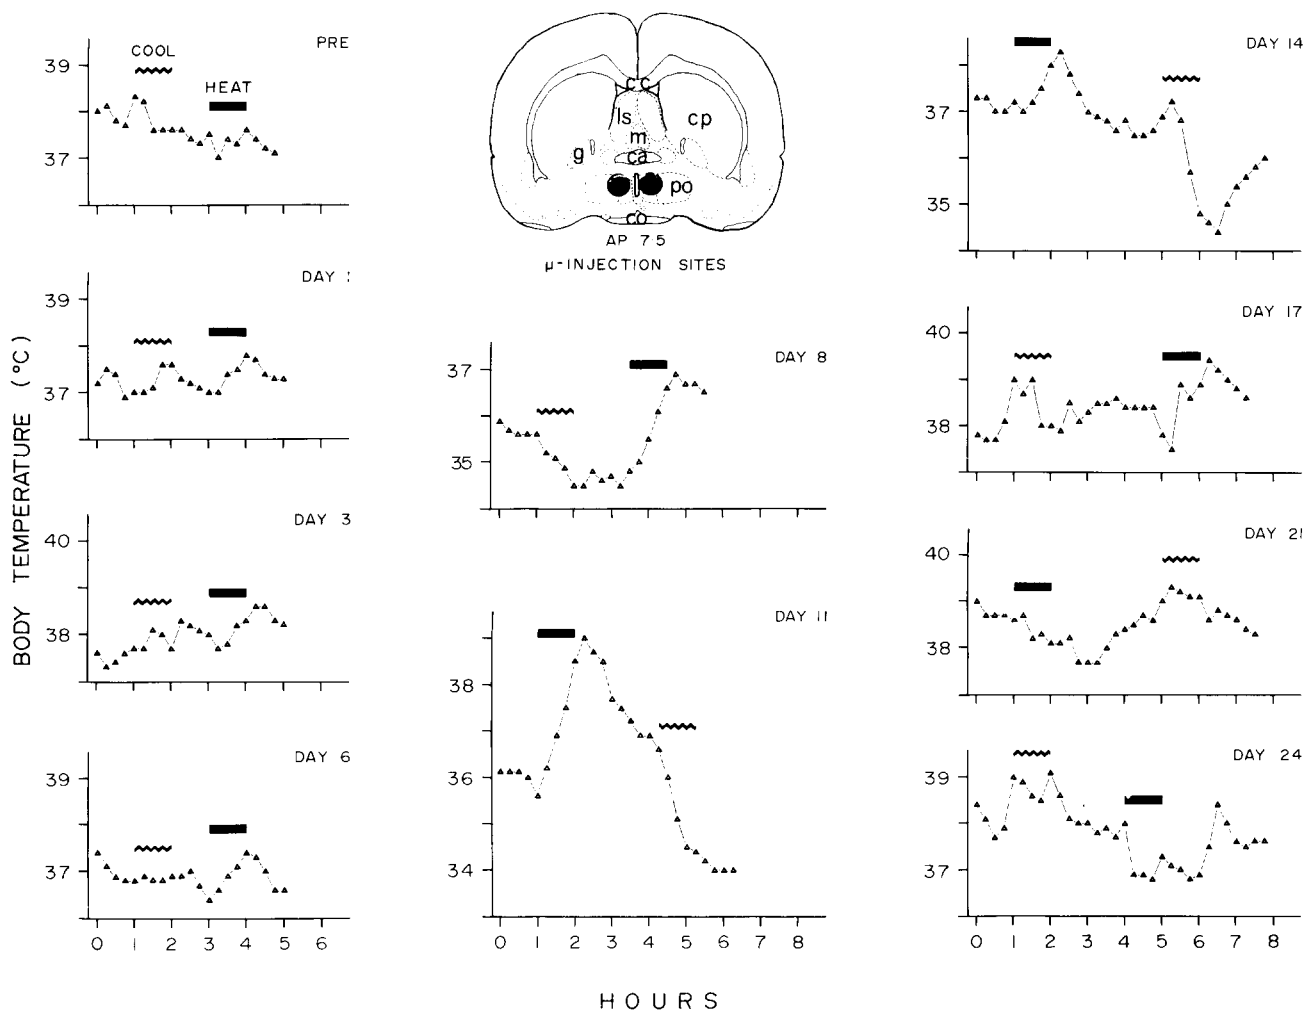 BODY TEMPERATURE (°C)
PRE
COOL
HEAT
39
37
DAY
39
37
DAY 3
40
38
DAY 6
39
37
0 1 2 3 4 5 6
cc
ls
cp
m
g
ca
po
co
AP 7·5
μ-INJECTION SITES
DAY 8
37
35
DAY 11
38
36
34
0 1 2 3 4 5 6 7 8
DAY 14
37
35
DAY 17
40
38
DAY 21
40
38
DAY 24
39
37
0 1 2 3 4 5 6 7 8
HOURS